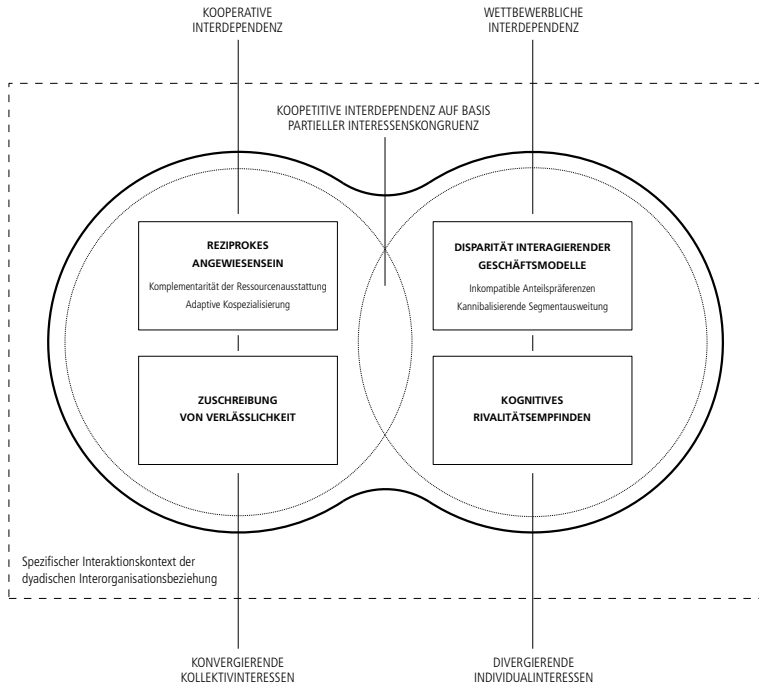 KOOPERATIVE
INTERDEPENDENZ
WETTBEWERBLICHE
INTERDEPENDENZ
KOOPETITIVE INTERDEPENDENZ AUF BASIS
PARTIELLER INTERESSENSKONGRUENZ
REZIPROKES
ANGEWIESENSEIN
Komplementarität der Ressourcenausstattung
Adaptive Kospezialisierung
DISPARITÄT INTERAGIERENDER
GESCHÄFTSMODELLE
Inkompatible Anteilspräferenzen
Kannibalisierende Segmentausweitung
ZUSCHREIBUNG
VON VERLÄSSLICHKEIT
KOGNITIVES
RIVALITÄTSEMPFINDEN
Spezifischer Interaktionskontext der
dyadischen Interorganisationsbeziehung
KONVERGIERENDE
KOLLEKTIVINTERESSEN
DIVERGIERENDE
INDIVIDUALINTERESSEN